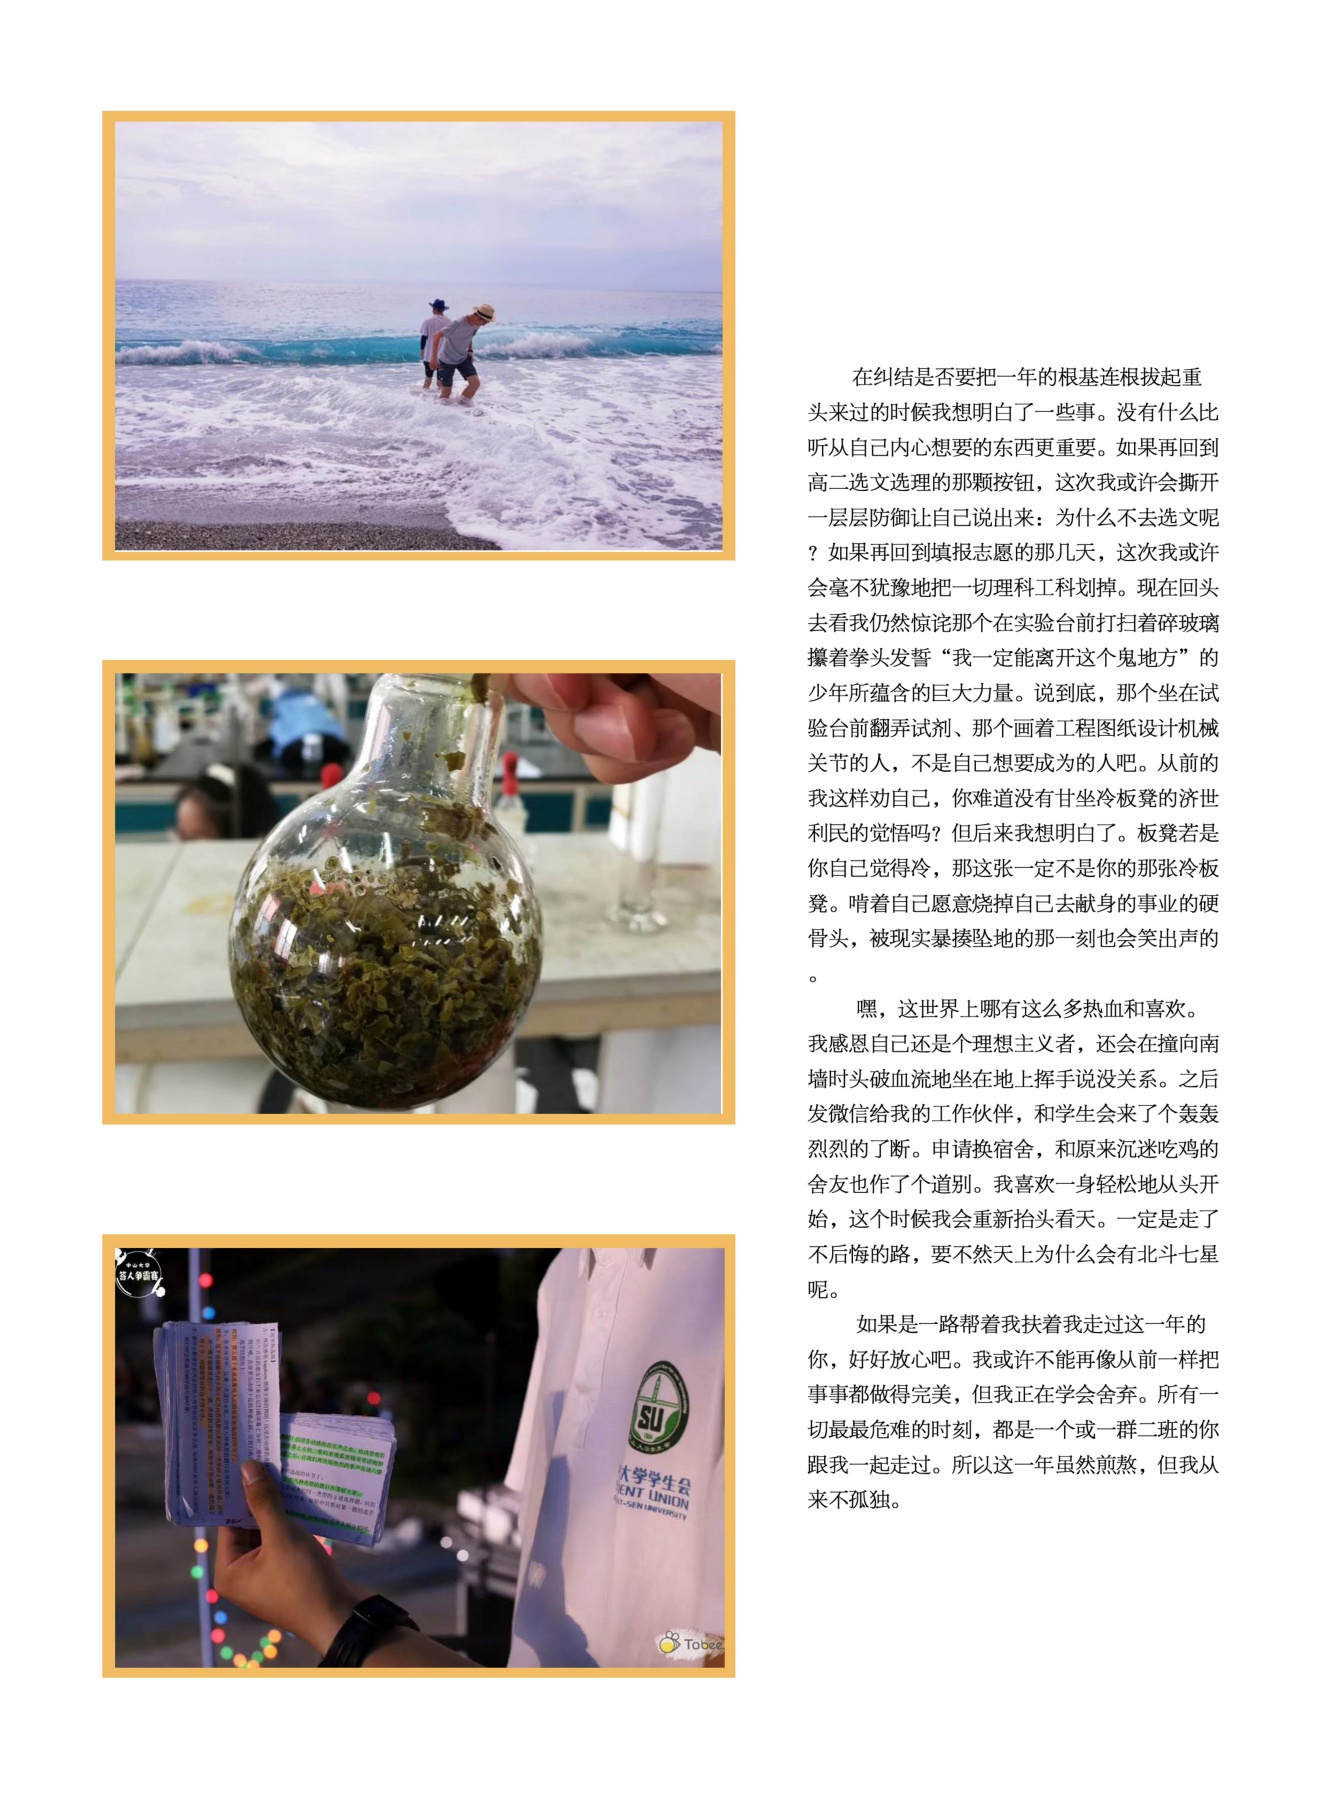 在纠结是否要把一年的根基连根拔起重
头来过的时候我想明白了一些事。没有什么比
听从自己内心想要的东西更重要。如果再回到
高二选文选理的那颗按钮，这次我或许会撕开
一层层防御让自己说出来：为什么不去选文呢
？如果再回到填报志愿的那几天，这次我或许
会毫不犹豫地把一切理科工科划掉。现在回头
去看我仍然惊诧那个在实验台前打扫着碎玻璃
攥着拳头发誓“我一定能离开这个鬼地方”的
少年所蕴含的巨大力量。说到底，那个坐在试
验台前翻弄试剂、那个画着工程图纸设计机械
关节的人，不是自己想要成为的人吧。从前的
我这样劝自己，你难道没有甘坐冷板凳的济世
利民的觉悟吗？但后来我想明白了。板凳若是
你自己觉得冷，那这张一定不是你的那张冷板
凳。啃着自己愿意烧掉自己去献身的事业的硬
骨头，被现实暴揍坠地的那一刻也会笑出声的
。
嘿，这世界上哪有这么多热血和喜欢。
我感恩自己还是个理想主义者，还会在撞向南
墙时头破血流地坐在地上挥手说没关系。之后
发微信给我的工作伙伴，和学生会来了个轰轰
烈烈的了断。申请换宿舍，和原来沉迷吃鸡的
舍友也作了个道别。我喜欢一身轻松地从头开
始，这个时候我会重新抬头看天。一定是走了
不后悔的路，要不然天上为什么会有北斗七星
呢。
如果是一路帮着我扶着我走过这一年的
你，好好放心吧。我或许不能再像从前一样把
事事都做得完美，但我正在学会舍弃。所有一
切最最危难的时刻，都是一个或一群二班的你
跟我一起走过。所以这一年虽然煎熬，但我从
来不孤独。
中山大学
答人争霸赛
SU
大学学生会
ENT UNION
T-SEN UNIVERSITY
Tobee